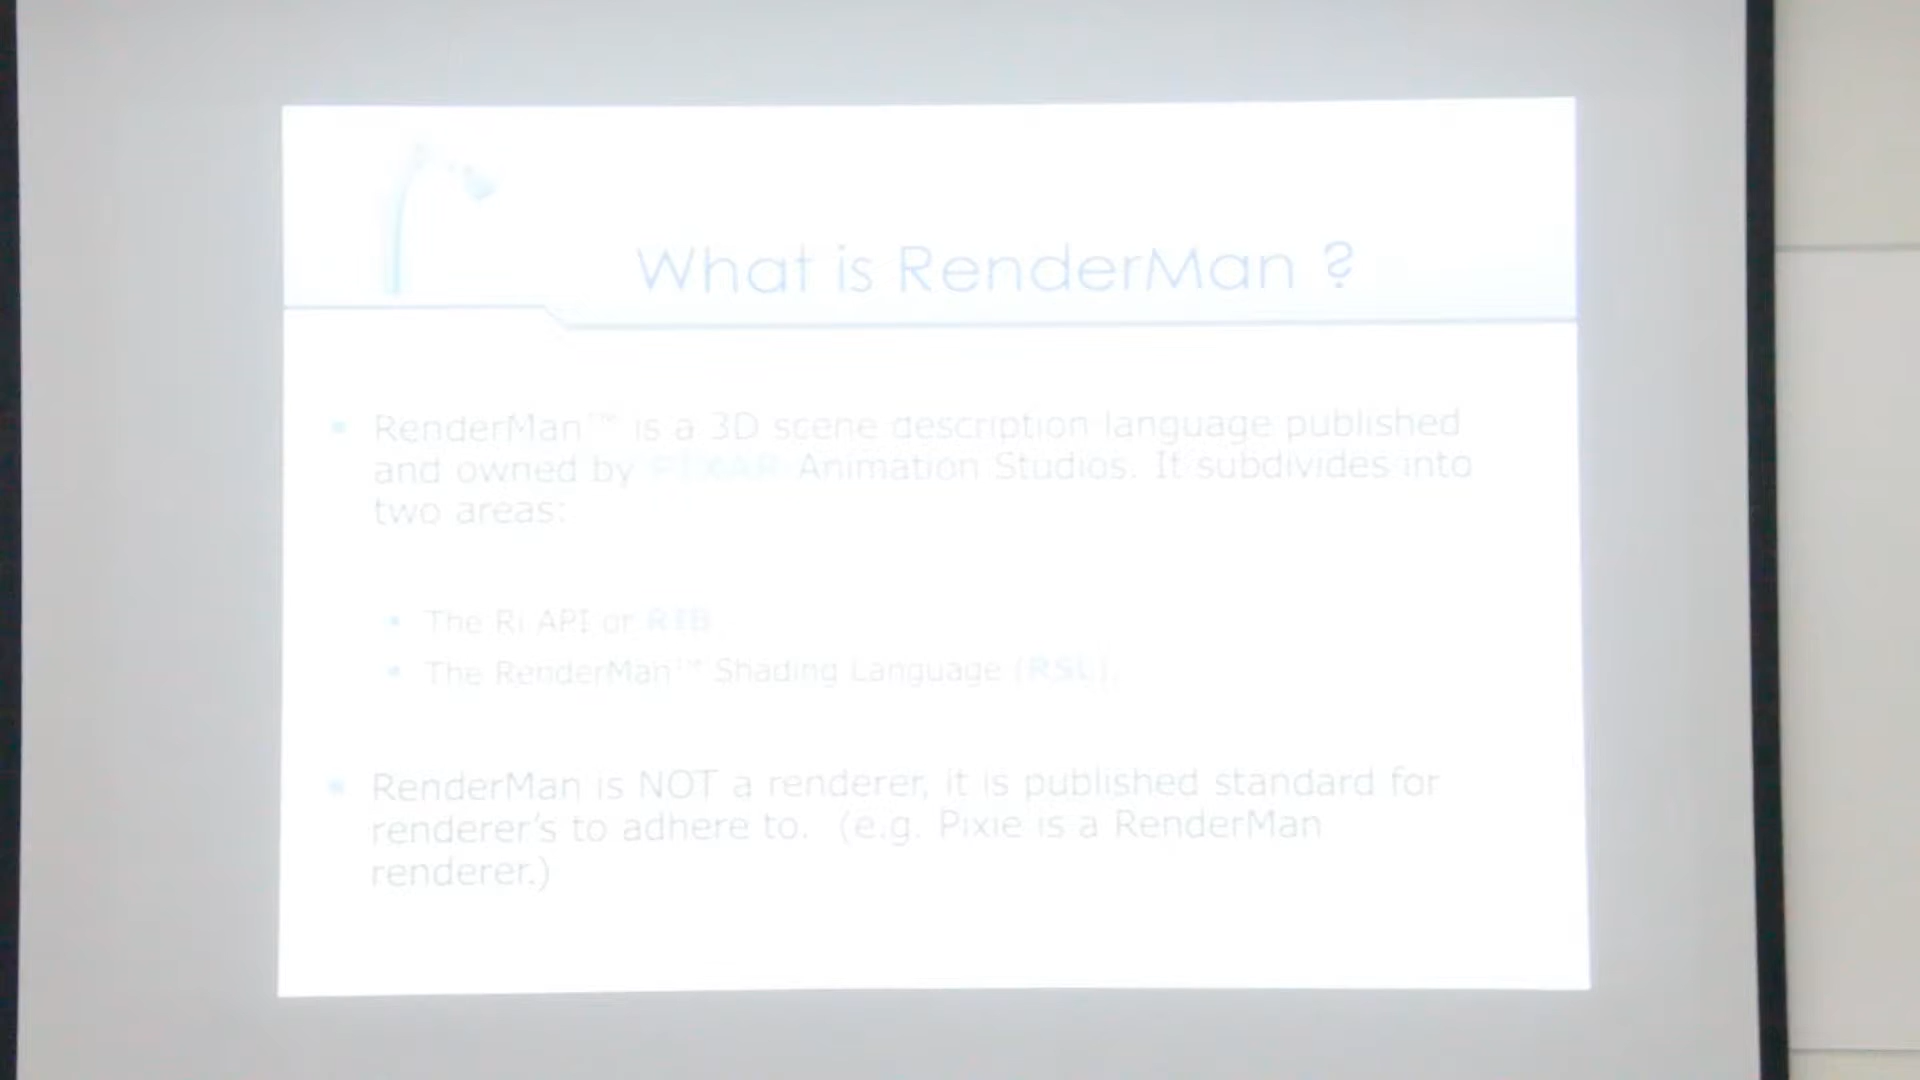 What is RenderMan ?
RenderMan™ is a 3D scene description language published
and owned by PIXAR Animation Studios. It subdivides into
two areas:
The Ri API or RIB
The RenderMan™ Shading Language (RSL).
RenderMan is NOT a renderer, it is published standard for
renderer's to adhere to. (e.g. Pixie is a RenderMan
renderer.)